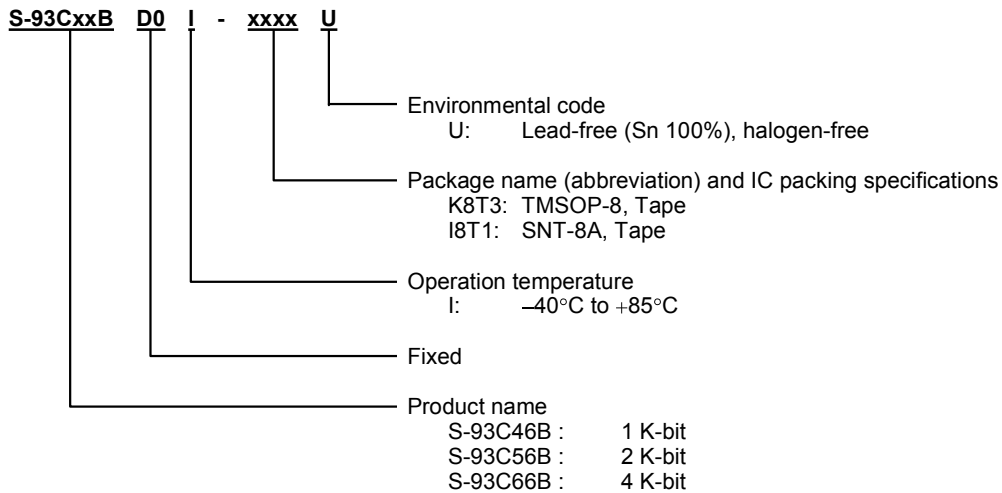 S-93CxxB D0 I - xxxx U
Environmental code
U: Lead-free (Sn 100%), halogen-free
Package name (abbreviation) and IC packing specifications
K8T3: TMSOP-8, Tape
I8T1: SNT-8A, Tape
Operation temperature
I: −40°C to +85°C
Fixed
Product name
S-93C46B : 1 K-bit
S-93C56B : 2 K-bit
S-93C66B : 4 K-bit